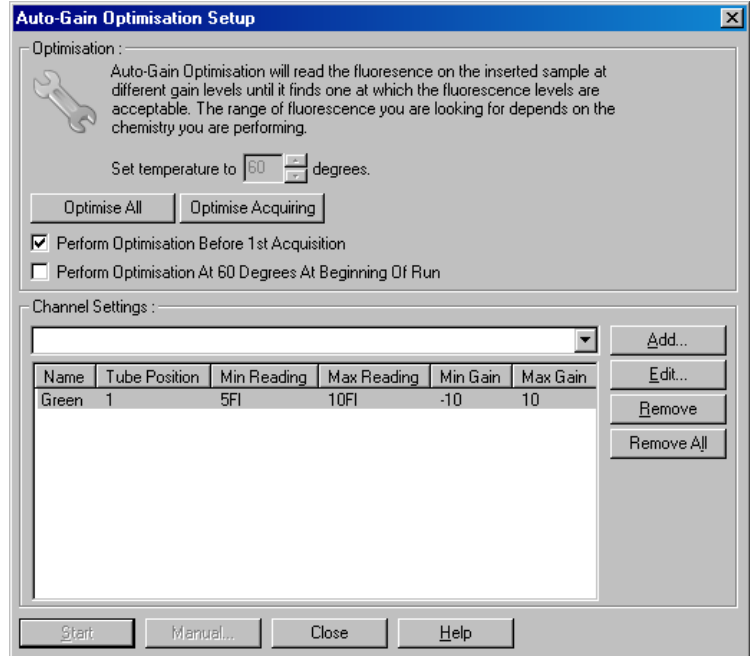 Auto-Gain Optimisation Setup
Optimisation :
Auto-Gain Optimisation will read the fluoresence on the inserted sample at
different gain levels until it finds one at which the fluorescence levels are
acceptable. The range of fluorescence you are looking for depends on the
chemistry you are performing.
Set temperature to 60 degrees.
Optimise All Optimise Acquiring
Perform Optimisation Before 1st Acquisition
Perform Optimisation At 60 Degrees At Beginning Of Run
Channel Settings :
Add...
Edit...
Remove
Remove All
Name Tube Position Min Reading Max Reading Min Gain Max Gain
Green 1 5Fl 10Fl -10 10
Start Manual... Close Help